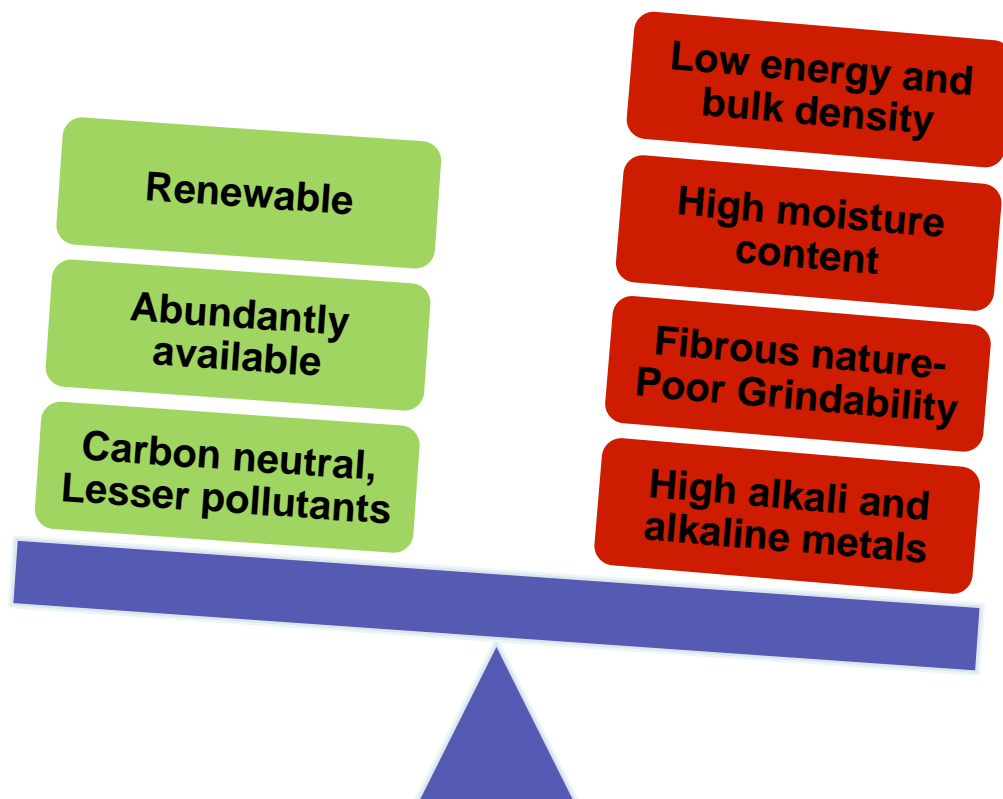 Renewable
Abundantly
available
Carbon neutral,
Lesser pollutants
Low energy and
bulk density
High moisture
content
Fibrous nature-
Poor Grindability
High alkali and
alkaline metals